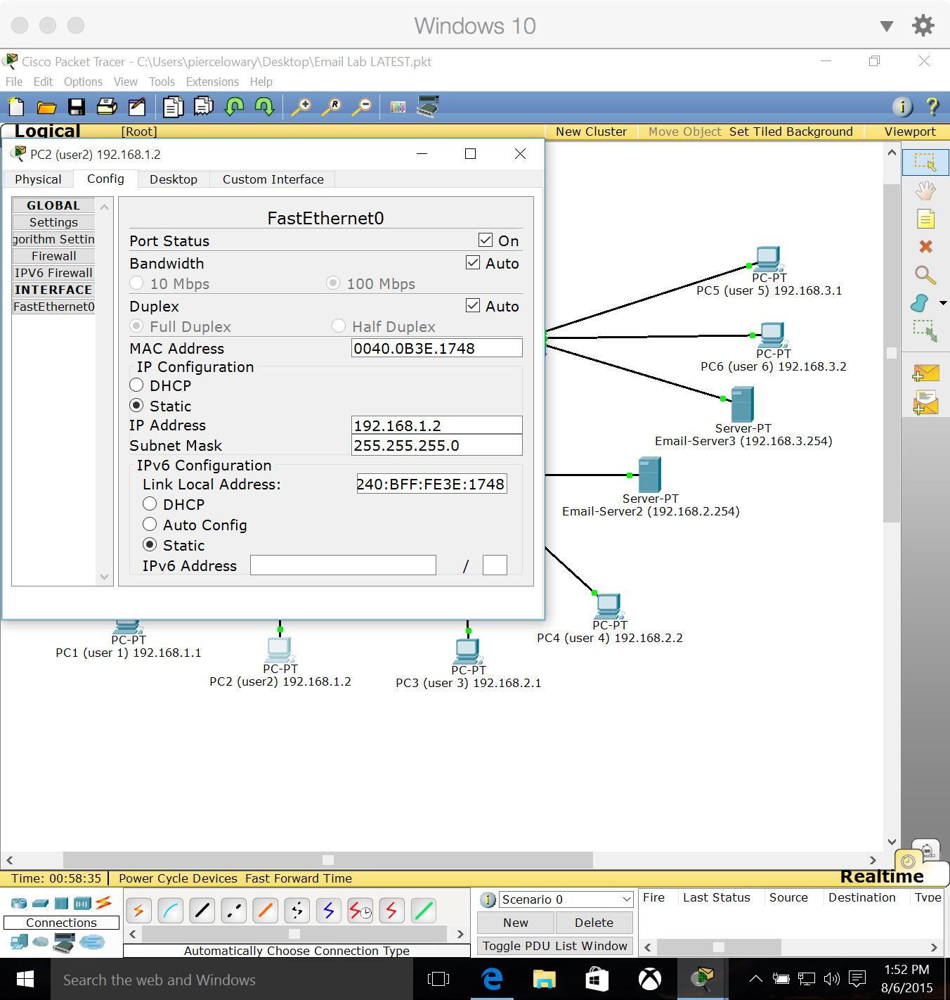 Windows 10
Cisco Packet Tracer - C:\Users\piercelowary\Desktop\Email Lab LATEST.pkt
File Edit Options View Tools Extensions Help
R
i ?
Logical [Root] New Cluster Move Object Set Tiled Background Viewport
PC2 (user2) 192.168.1.2
Physical Config Desktop Custom Interface
GLOBAL
Settings
gorithm Settin
Firewall
IPV6 Firewall
INTERFACE
FastEthernet0
FastEthernet0
Port Status On
Bandwidth Auto
10 Mbps 100 Mbps
Duplex Auto
Full Duplex Half Duplex
MAC Address 0040.0B3E.1748
IP Configuration
DHCP
Static
IP Address 192.168.1.2
Subnet Mask 255.255.255.0
IPv6 Configuration
Link Local Address: 240:BFF:FE3E:1748
DHCP
Auto Config
Static
IPv6 Address /
PC-PT
PC5 (user 5) 192.168.3.1
PC-PT
PC6 (user 6) 192.168.3.2
Server-PT
Email-Server3 (192.168.3.254)
Server-PT
Email-Server2 (192.168.2.254)
PC-PT
PC4 (user 4) 192.168.2.2
PC-PT
PC1 (user 1) 192.168.1.1
PC-PT
PC2 (user2) 192.168.1.2
PC-PT
PC3 (user 3) 192.168.2.1
Time: 00:58:35 Power Cycle Devices Fast Forward Time Realtime
Connections
Automatically Choose Connection Type
i Scenario 0
New Delete
Toggle PDU List Window
Fire Last Status Source Destination Type
Search the web and Windows
1:52 PM
8/6/2015